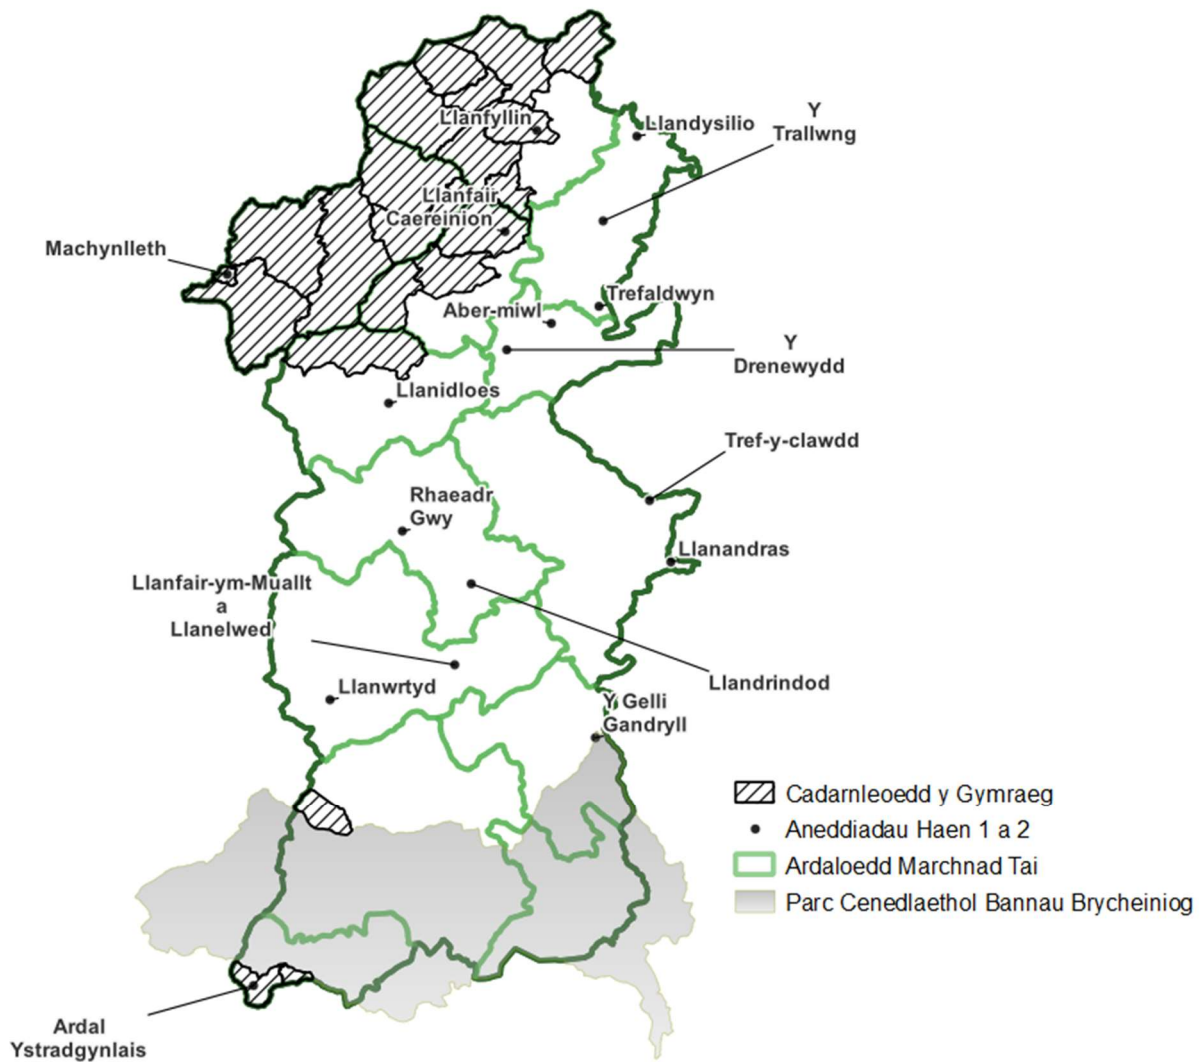 Llanfyllin
Llandysilio
Y
Trallwng
Llanfair
Caereinion
Machynlleth
Trefaldwyn
Aber-miwl
Y
Drenewydd
Llanidloes
Tref-y-clawdd
Rhaeadr
Gwy
Llanandras
Llanfair-ym-Muallt
a
Llanelwed
Llandrindod
Llanwrtyd
Y Gelli
Gandryll
Cadarnleoedd y Gymraeg
Aneddiadau Haen 1 a 2
Ardaloedd Marchnad Tai
Parc Cenedlaethol Bannau Brycheiniog
Ardal
Ystradgynlais